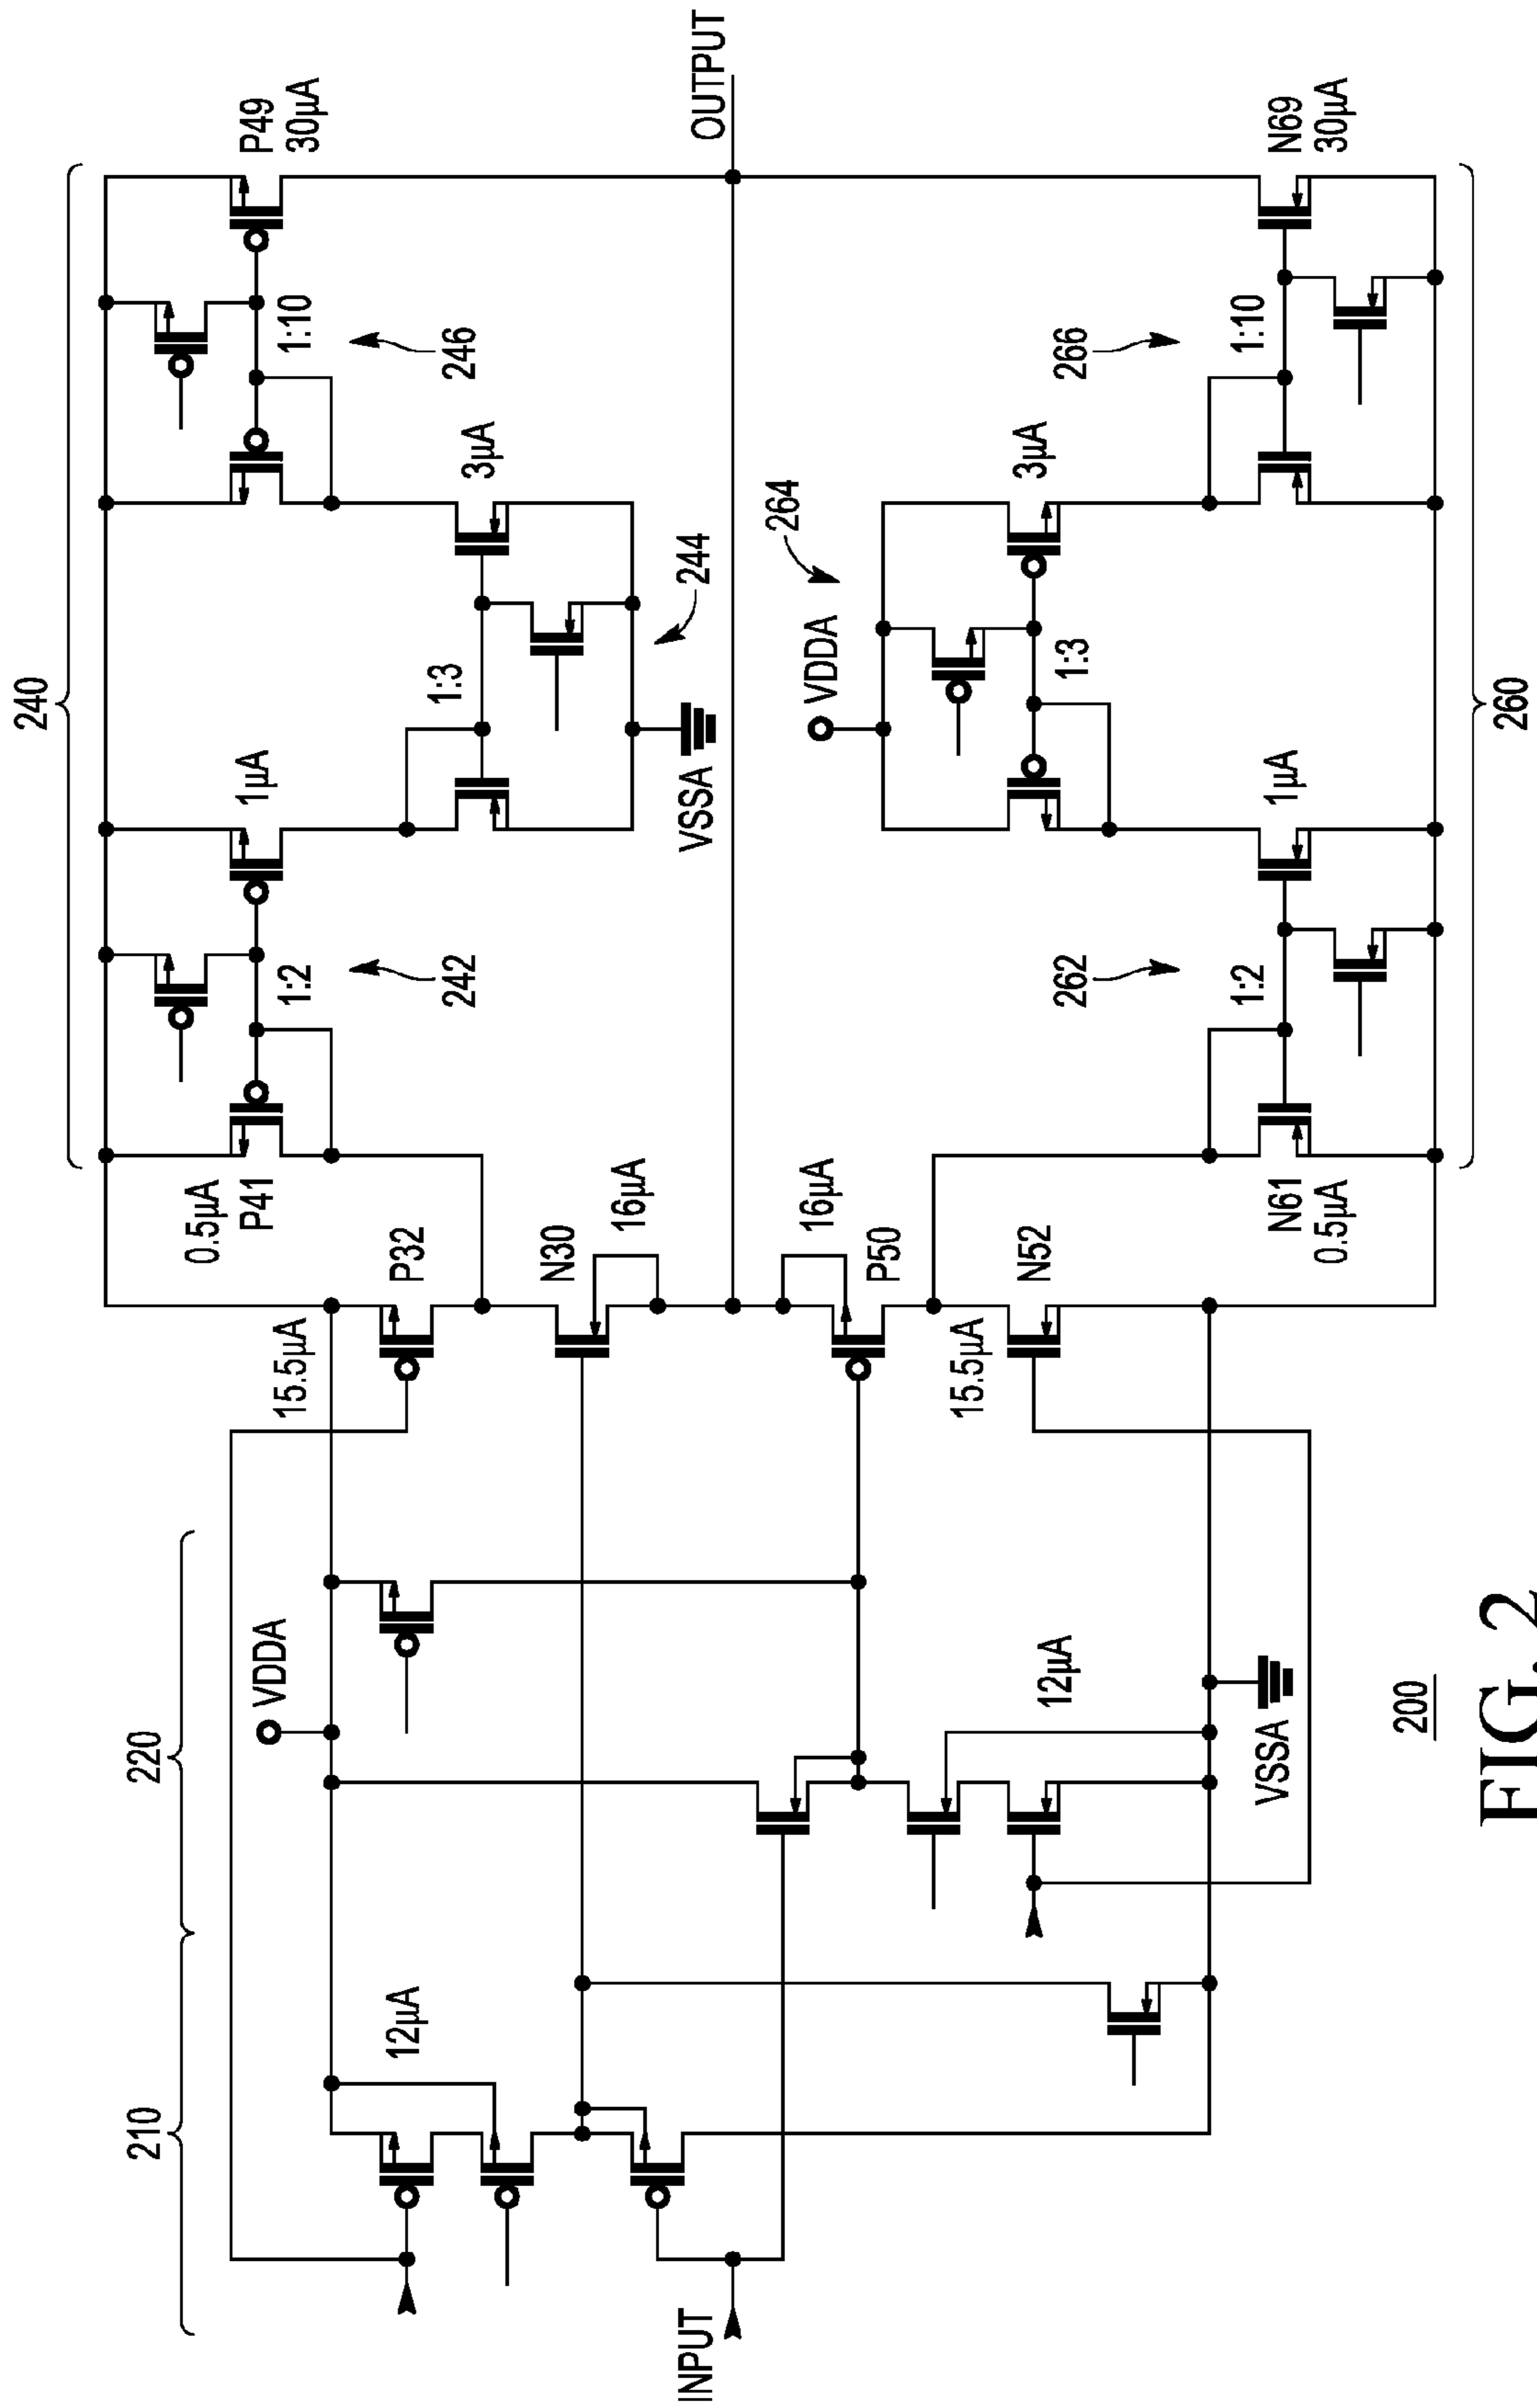 240
P49
30µA
1:10
246
1µA
1:2
242
0.5µA
P41
3µA
1:3
244
VSSA
OUTPUT
210
220
VDDA
12µA
15.5µA
P32
N30
16µA
16µA
P50
15.5µA
N52
12µA
VSSA
INPUT
VDDA
264
3µA
1:3
1µA
262
1:2
N61
0.5µA
266
1:10
N69
30µA
260
200
FIG. 2